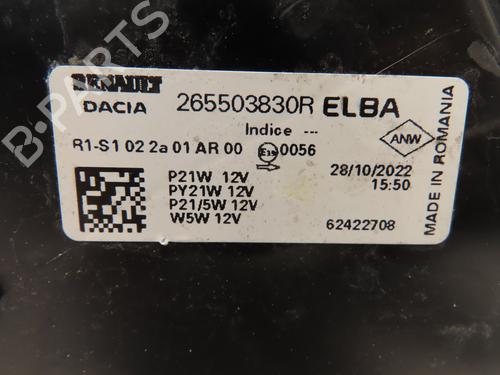 RENAULT
DACIA 265503830R ELBA
Indice ---
R1-S1 02 2a 01 AR 00 E19 0056 ANW
P21W 12V
PY21W 12V
P21/5W 12V
W5W 12V
28/10/2022
15:50
62422708
MADE IN ROMANIA
B-PARTS